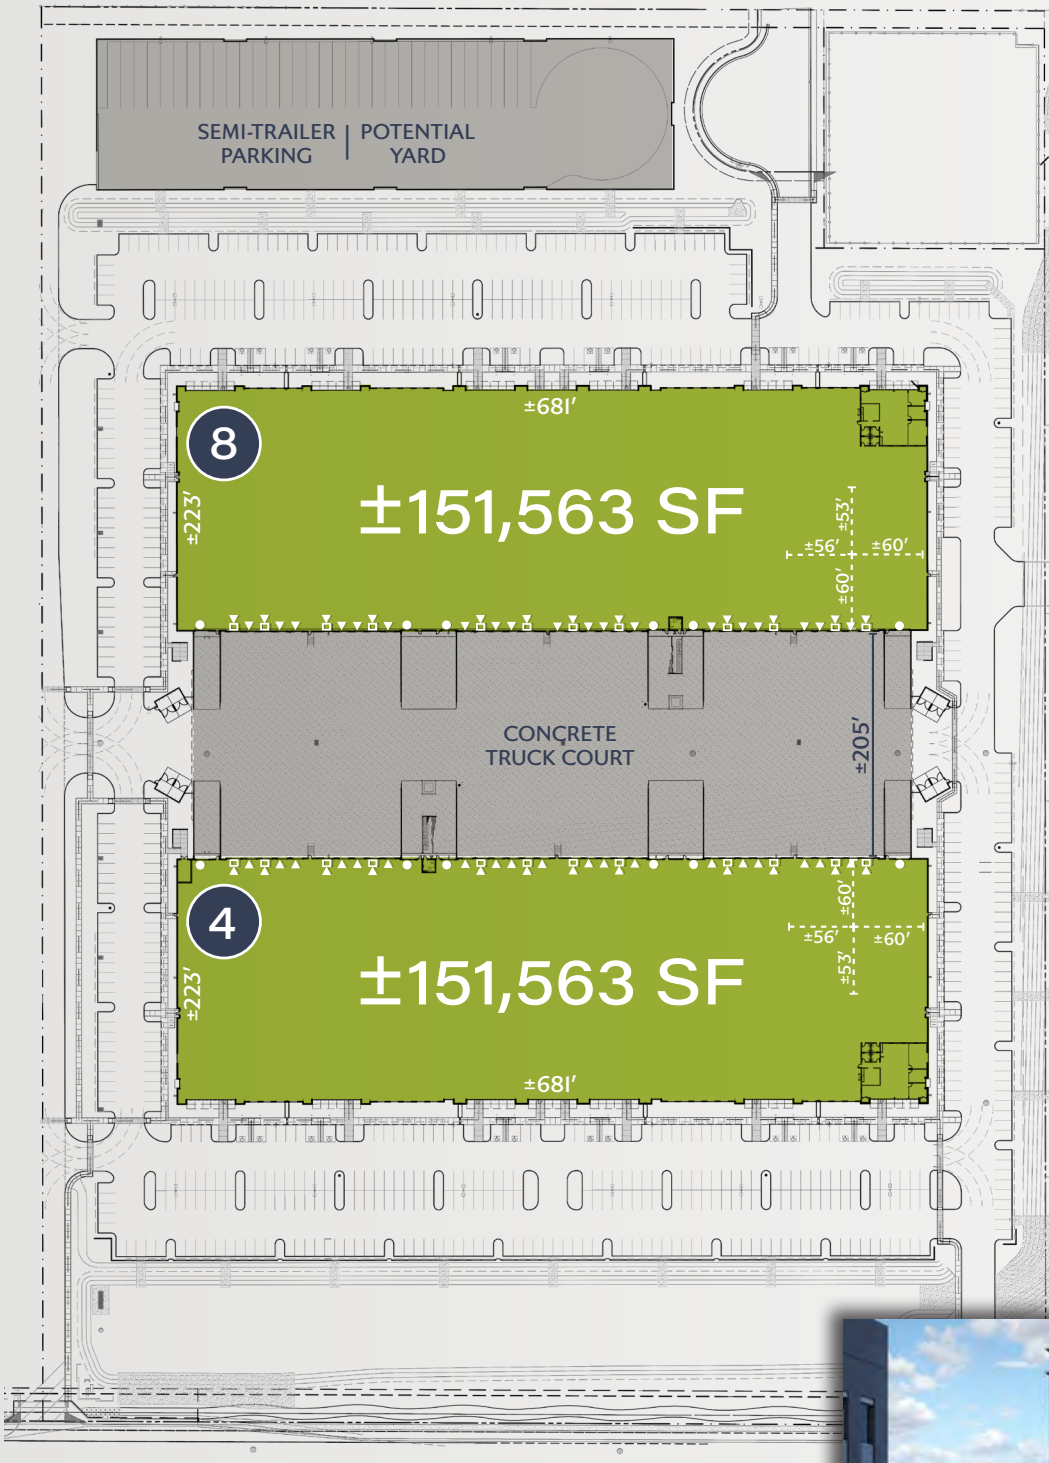 SEMI-TRAILER | POTENTIAL
PARKING | YARD
±681'
8
±223'
±151,563 SF
±53'
±56'
±60'
±60'
CONCRETE
TRUCK COURT
±205'
4
±60'
±56'
±60'
±53'
±223'
±151,563 SF
±681'